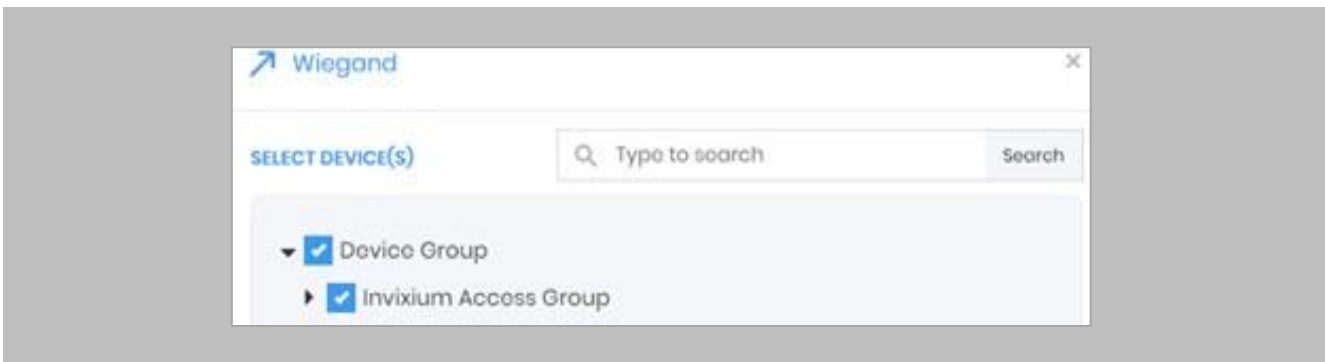 Wiegand
SELECT DEVICE(S)
Type to search
Search
Device Group
Invixium Access Group